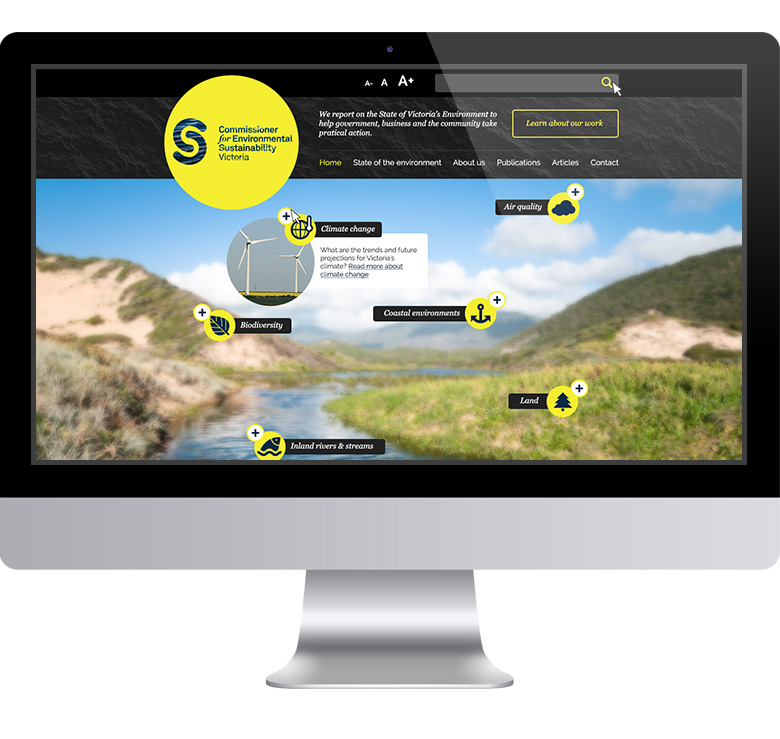 A- A A+
Commissioner
for Environmental
Sustainability
Victoria
We report on the State of Victoria's Environment to
help government, business and the community take
pratical action.
Learn about our work
Home State of the environment About us Publications Articles Contact
Air quality
Climate change
What are the trends and future
projections for Victoria's
climate? Read more about
climate change
Coastal environments
Biodiversity
Land
Inland rivers & streams